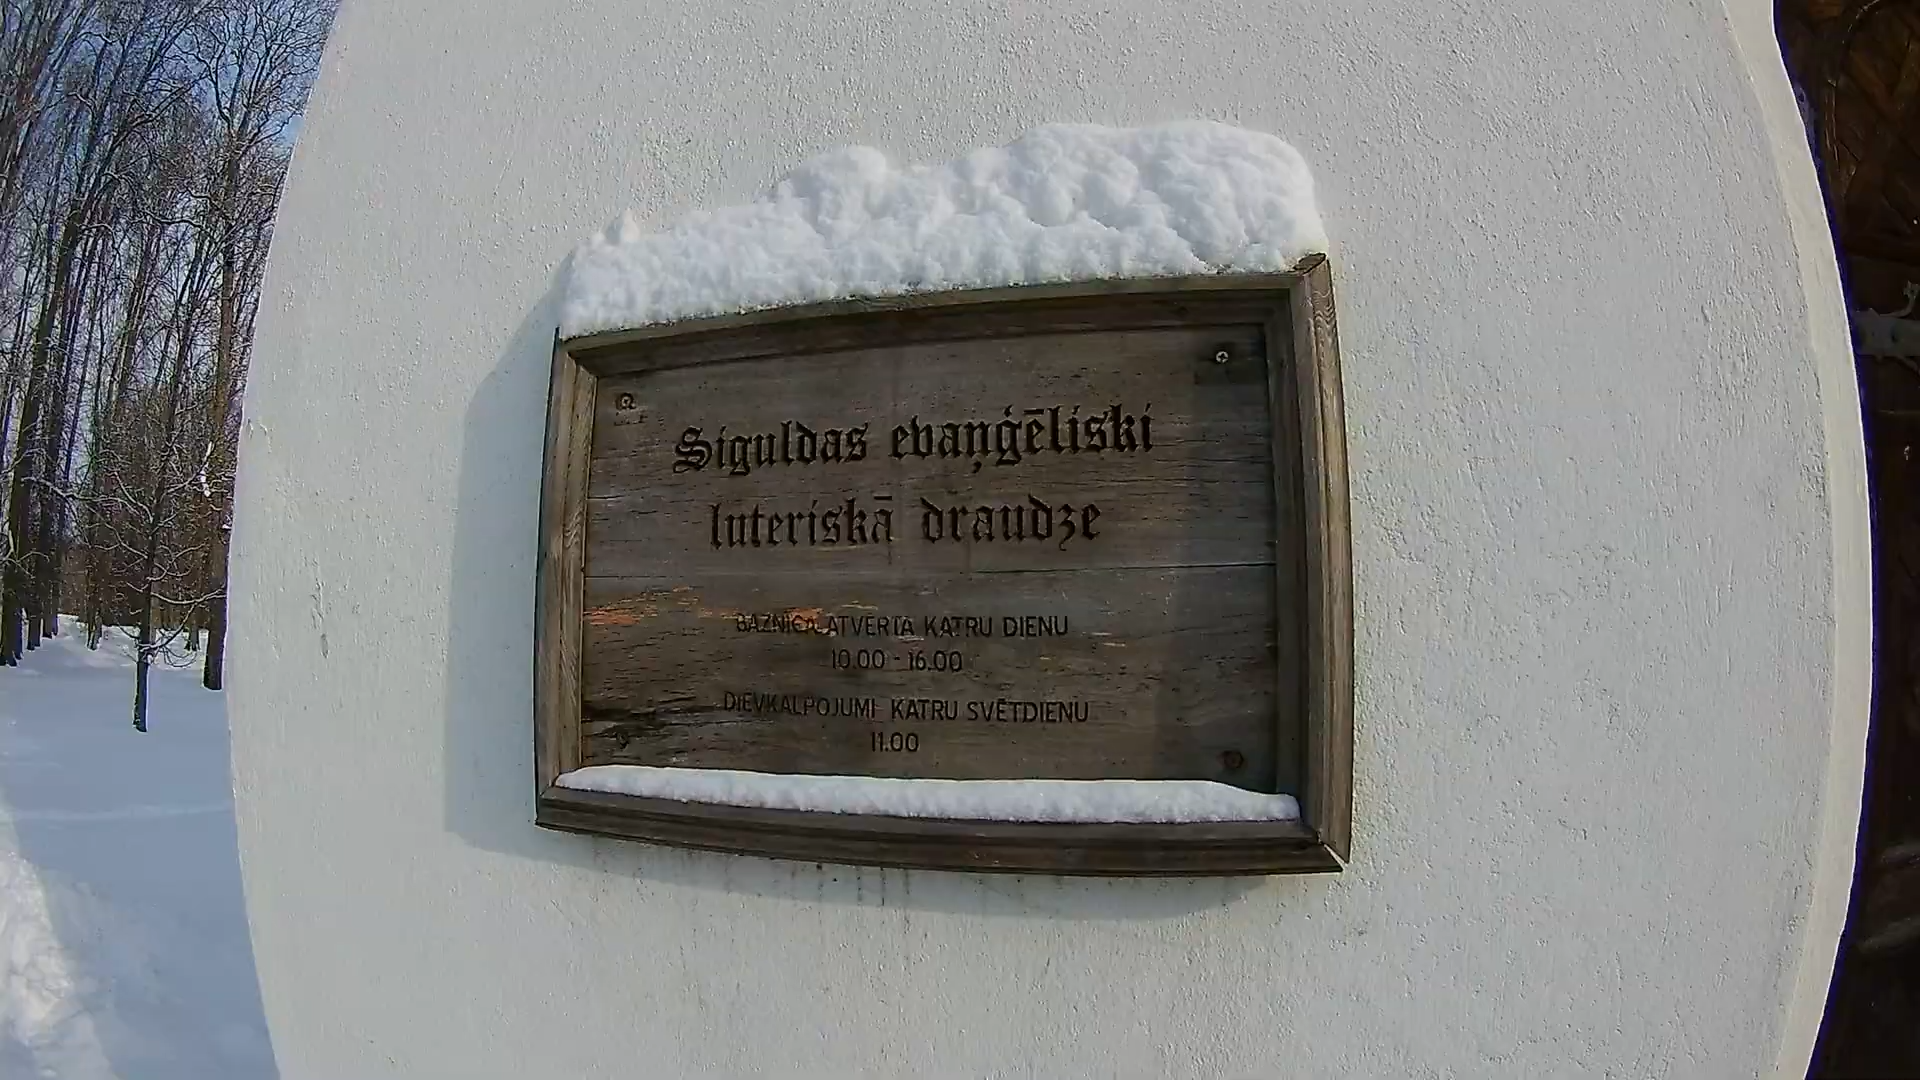 Siguldas evaņģēliski
luteriskā draudze
BAZNĪCA ATVĒRTA KATRU DIENU
10.00 - 16.00
DIEVKALPOJUMI KATRU SVĒTDIENU
11.00